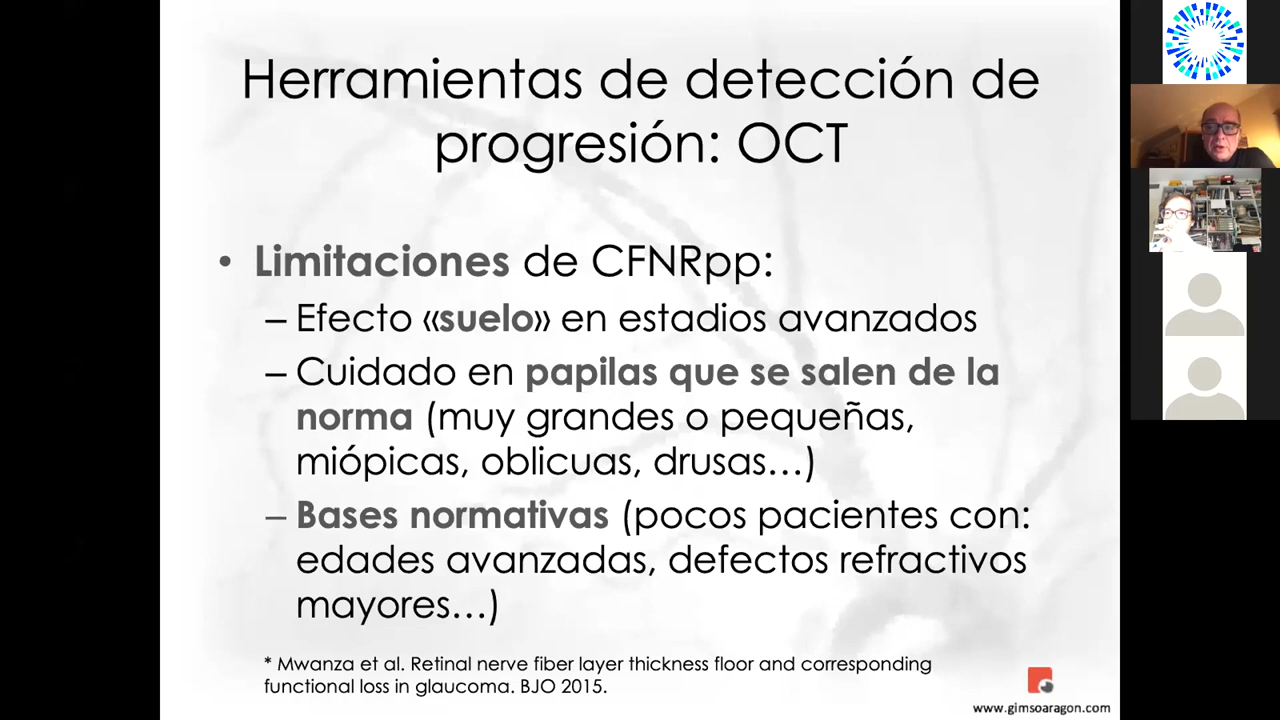 Herramientas de detección de
progresión: OCT
• Limitaciones de CFNRpp:
– Efecto «suelo» en estadios avanzados
– Cuidado en papilas que se salen de la
norma (muy grandes o pequeñas,
miópicas, oblicuas, drusas…)
– Bases normativas (pocos pacientes con:
edades avanzadas, defectos refractivos
mayores…)
* Mwanza et al. Retinal nerve fiber layer thickness floor and corresponding
functional loss in glaucoma. BJO 2015.
www.gimsoaragon.com